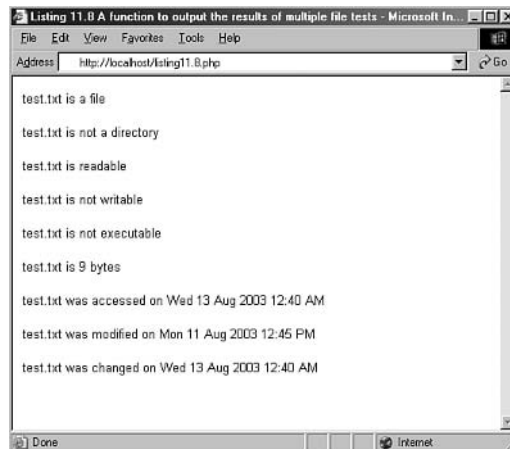 Listing 11.8 A function to output the results of multiple file tests - Microsoft In...
File Edit View Favorites Tools Help
Address http://localhost/listing11.8.php Go
test.txt is a file
test.txt is not a directory
test.txt is readable
test.txt is not writable
test.txt is not executable
test.txt is 9 bytes
test.txt was accessed on Wed 13 Aug 2003 12:40 AM
test.txt was modified on Mon 11 Aug 2003 12:45 PM
test.txt was changed on Wed 13 Aug 2003 12:40 AM
Done Internet